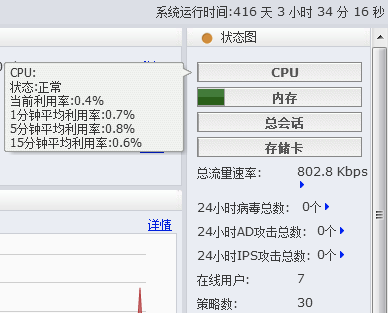 系统运行时间:416 天 3 小时 34 分 16 秒
状态图
CPU:
状态:正常
当前利用率:0.4%
1分钟平均利用率:0.7%
5分钟平均利用率:0.8%
15分钟平均利用率:0.6%
详情
CPU
内存
总会话
存储卡
总流量速率: 802.8 Kbps
24小时病毒总数: 0个
24小时AD攻击总数: 0个
24小时IPS攻击总数: 0个
在线用户: 7
策略数: 30